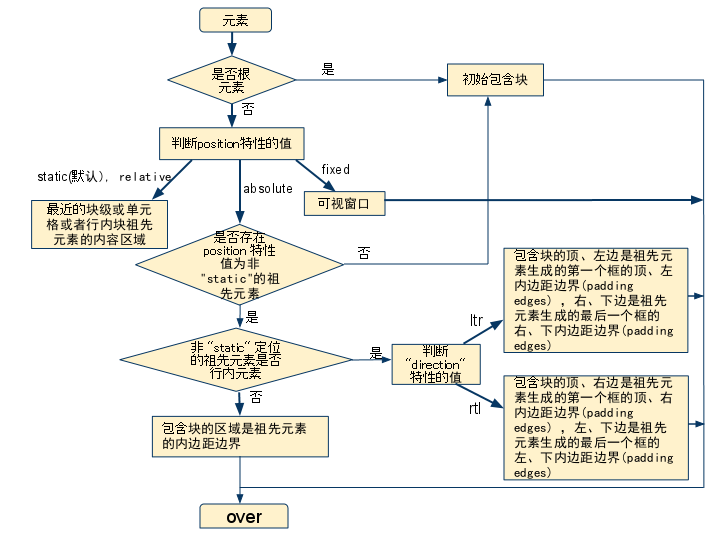 元素
是否根
元素
是
初始包含块
否
判断position特性的值
static(默认), relative
absolute
fixed
最近的块级或单元
格或者行内块祖先
元素的内容区域
可视窗口
是否存在
position 特性
值为非
"static"的祖
先元素
否
是
包含块的顶、左边是祖先元
素生成的第一个框的顶、左
内边距边界(padding
edges) ，右、下边是祖先
元素生成的最后一个框的
右、下内边距边界(padding
edges)
ltr
非 “static“ 定位
的祖先元素是否
行内元素
是
判断
“direction“
特性的值
rtl
包含块的顶、右边是祖先元
素生成的第一个框的顶、右
内边距边界(padding
edges) ，左、下边是祖先
元素生成的最后一个框的
左、下内边距边界(padding
edges)
否
包含块的区域是祖先元素
的内边距边界
over